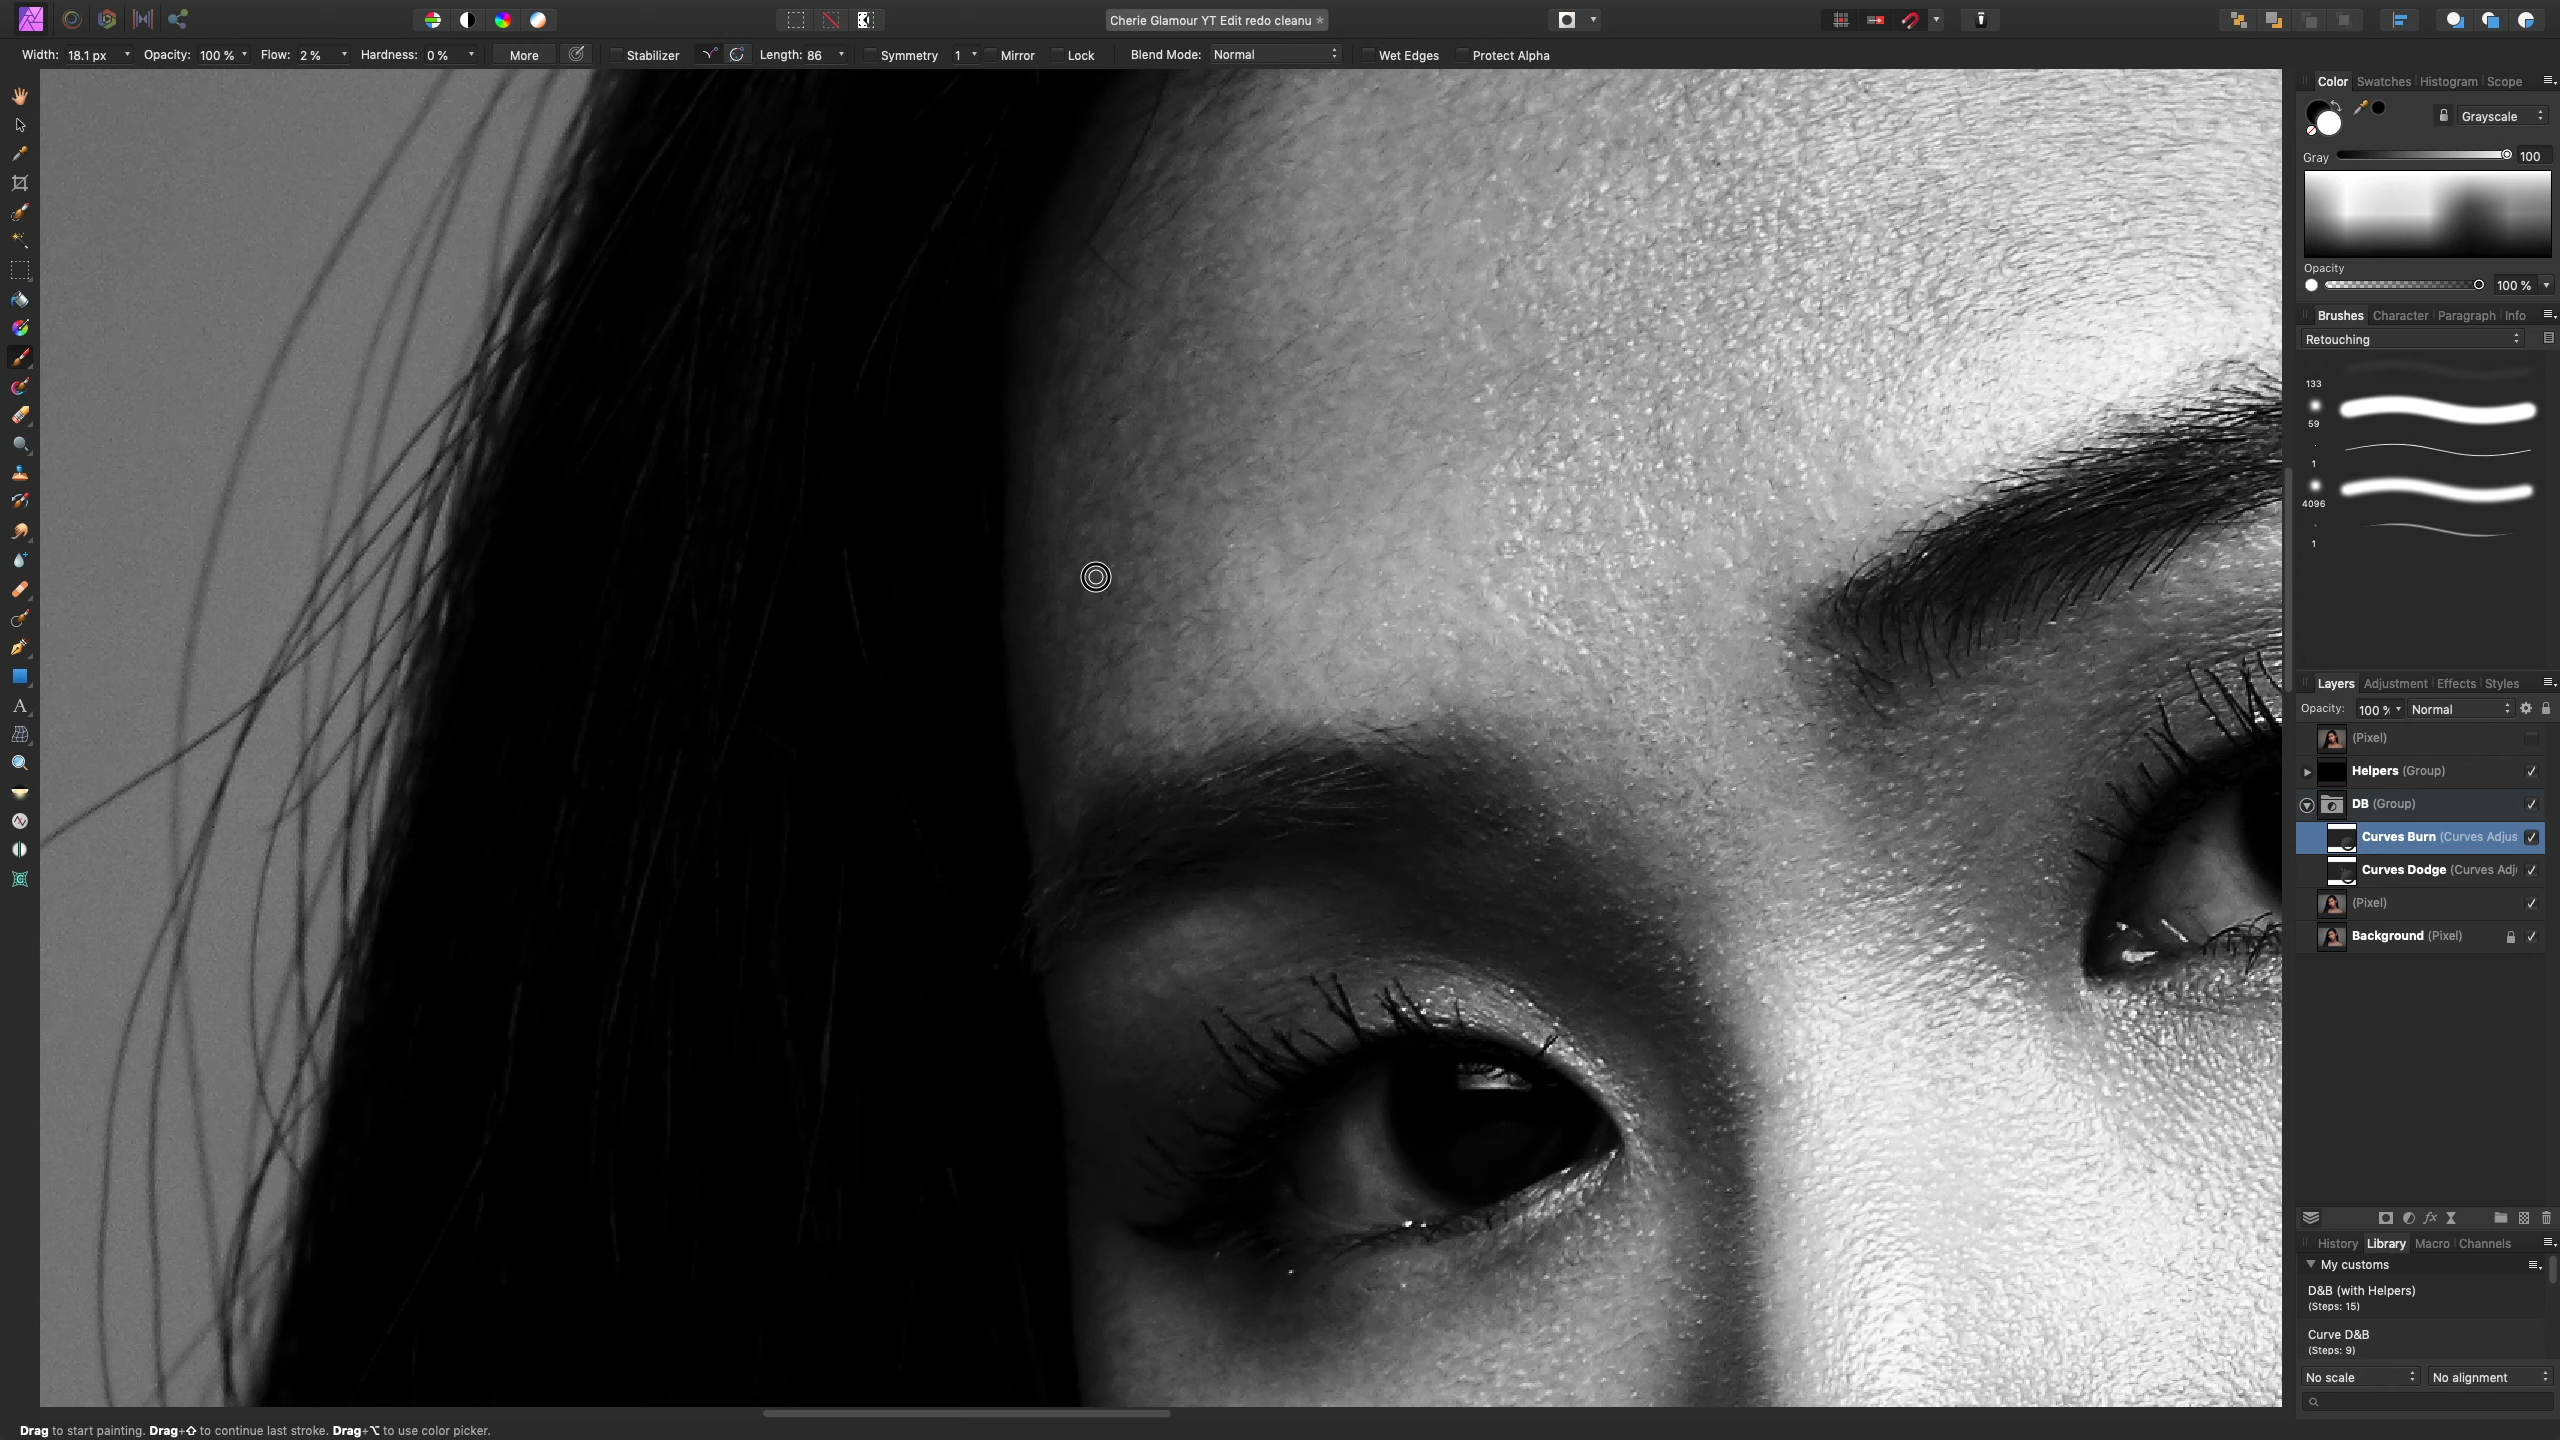 Cherie Glamour YT Edit redo cleanu *
Width: 18.1 px Opacity: 100 % Flow: 2 % Hardness: 0 % More Stabilizer Length: 86 Symmetry 1 Mirror Lock Blend Mode: Normal Wet Edges Protect Alpha
Color Swatches Histogram Scope
Grayscale
Gray 100
Opacity
100 %
Brushes Character Paragraph Info
Retouching
133
59
1
4096
1
Layers Adjustment Effects Styles
Opacity: 100 % Normal
(Pixel)
Helpers (Group)
DB (Group)
Curves Burn (Curves Adjus
Curves Dodge (Curves Adj
(Pixel)
Background (Pixel)
fx
History Library Macro Channels
My customs
D&B (with Helpers)
(Steps: 15)
Curve D&B
(Steps: 9)
No scale No alignment
A
Drag to start painting. Drag+⇧ to continue last stroke. Drag+⌥ to use color picker.